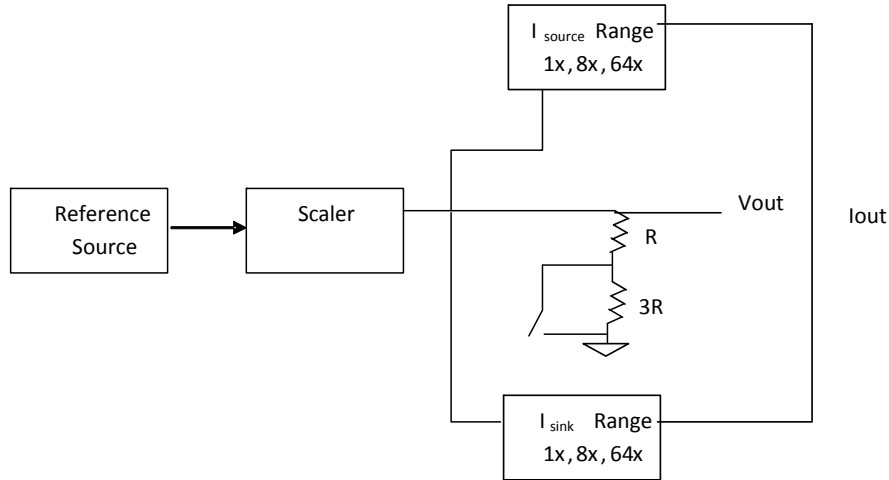 I source Range
1x, 8x, 64x
Reference
Source
Scaler
Vout
Iout
R
3R
I sink Range
1x, 8x, 64x